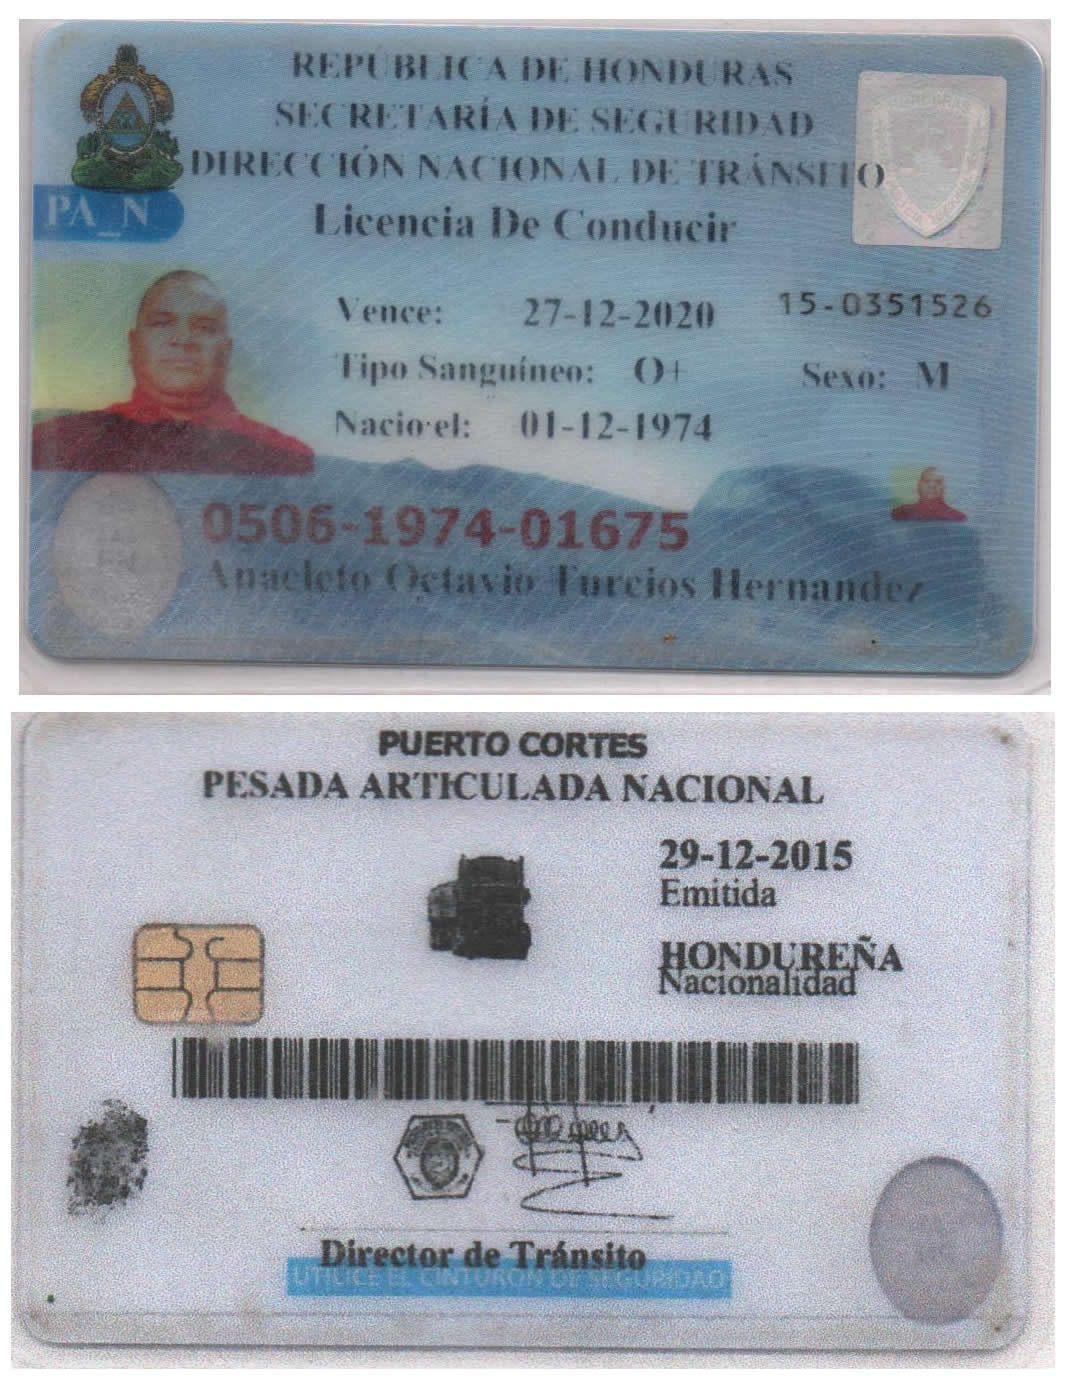 REPÚBLICA DE HONDURAS
SECRETARÍA DE SEGURIDAD
DIRECCIÓN NACIONAL DE TRÁNSITO
PA_N
Licencia De Conducir
Vence: 27-12-2020 15-0351526
Tipo Sanguíneo: O+ Sexo: M
Nacio el: 01-12-1974
0506-1974-01675
Anacleto Octavio Turcios Hernandez
PUERTO CORTES
PESADA ARTICULADA NACIONAL
29-12-2015
Emitida
HONDUREÑA
Nacionalidad
Director de Tránsito
UTILICE EL CINTURÓN DE SEGURIDAD